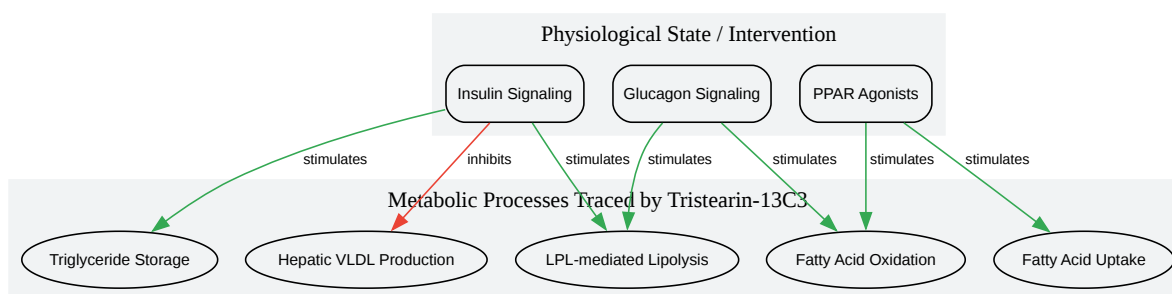 Physiological State / Intervention
Insulin Signaling
Glucagon Signaling
PPAR Agonists
stimulates
inhibits
stimulates
stimulates
stimulates
stimulates
stimulates
Metabolic Processes Traced by Tristearin-13C3
Triglyceride Storage
Hepatic VLDL Production
LPL-mediated Lipolysis
Fatty Acid Oxidation
Fatty Acid Uptake